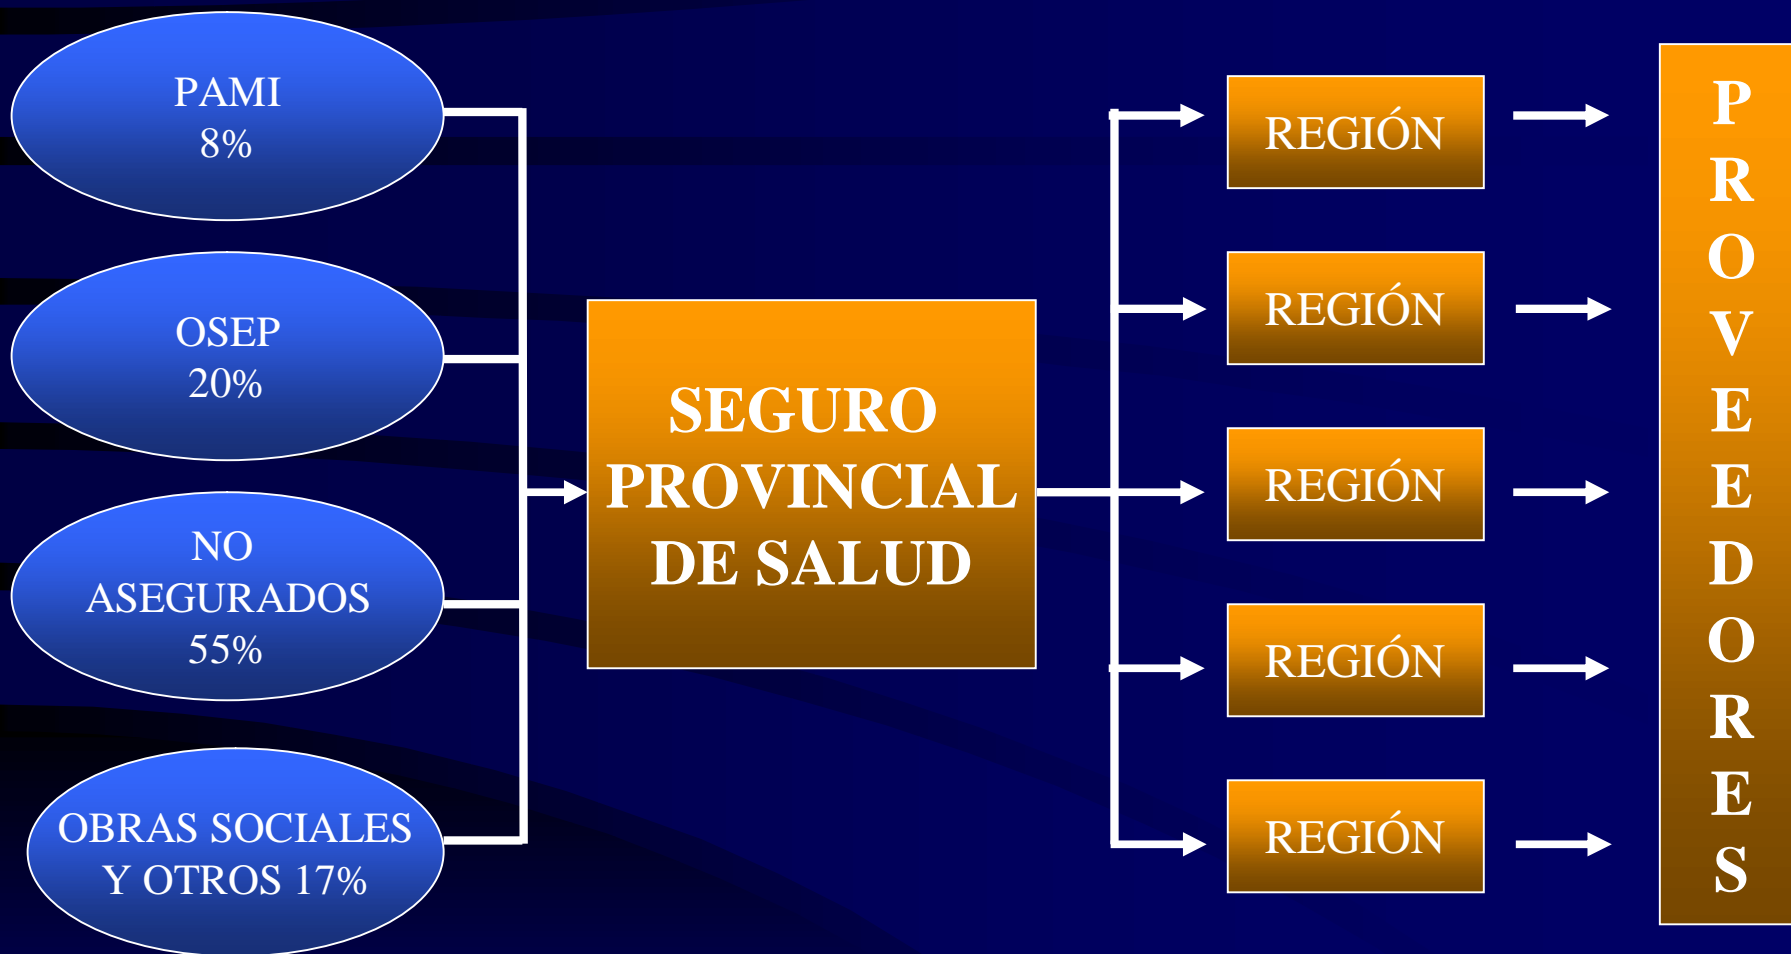 PAMI
8%
OSEP
20%
NO
ASEGURADOS
55%
OBRAS SOCIALES
Y OTROS 17%
SEGURO
PROVINCIAL
DE SALUD
REGIÓN
REGIÓN
REGIÓN
REGIÓN
REGIÓN
P
R
O
V
E
E
D
O
R
E
S